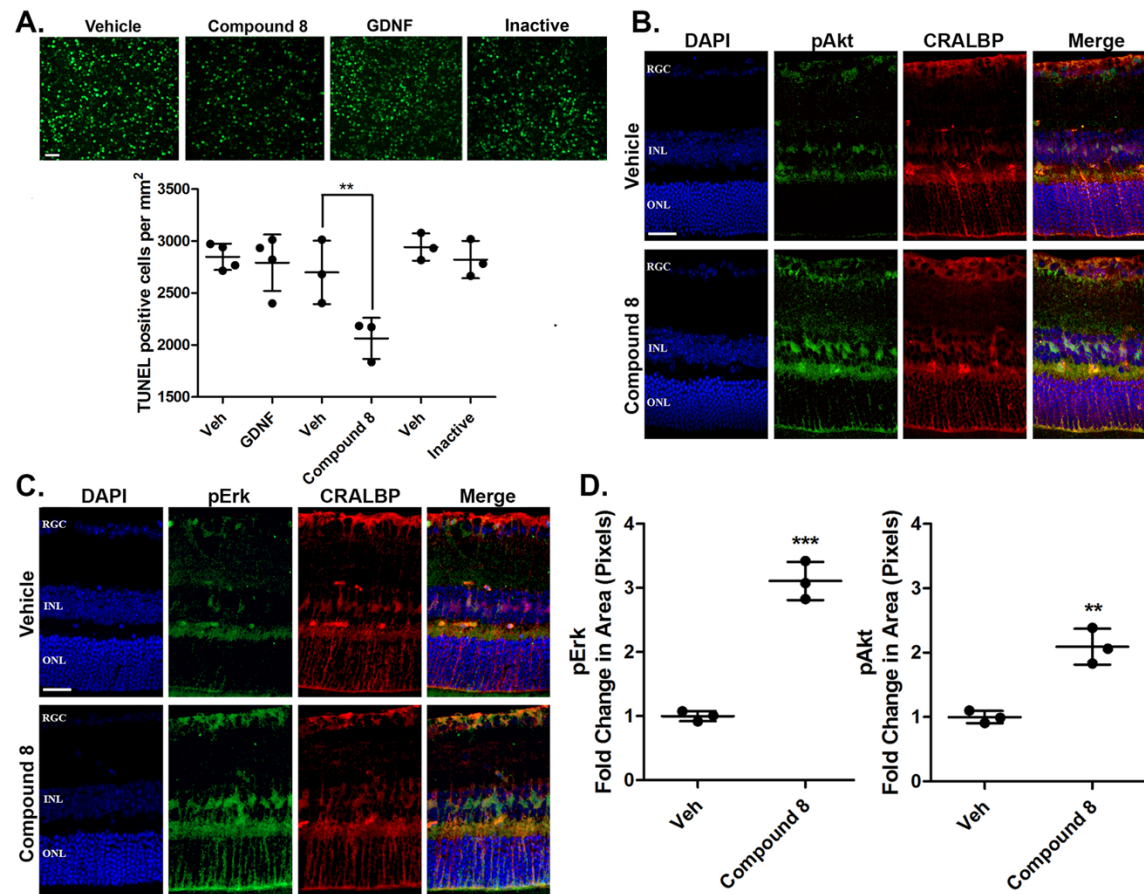 A.
Vehicle Compound 8 GDNF Inactive
TUNEL positive cells per mm²
3500
3000
2500
2000
1500
**
Veh GDNF Veh Compound 8 Veh Inactive
B.
DAPI pAkt CRALBP Merge
Vehicle
RGC
INL
ONL
Compound 8
RGC
INL
ONL
C.
DAPI pErk CRALBP Merge
Vehicle
RGC
INL
ONL
Compound 8
RGC
INL
ONL
D.
pErk
Fold Change in Area (Pixels)
4
3
2
1
0
***
Veh Compound 8
pAkt
Fold Change in Area (Pixels)
4
3
2
1
0
**
Veh Compound 8